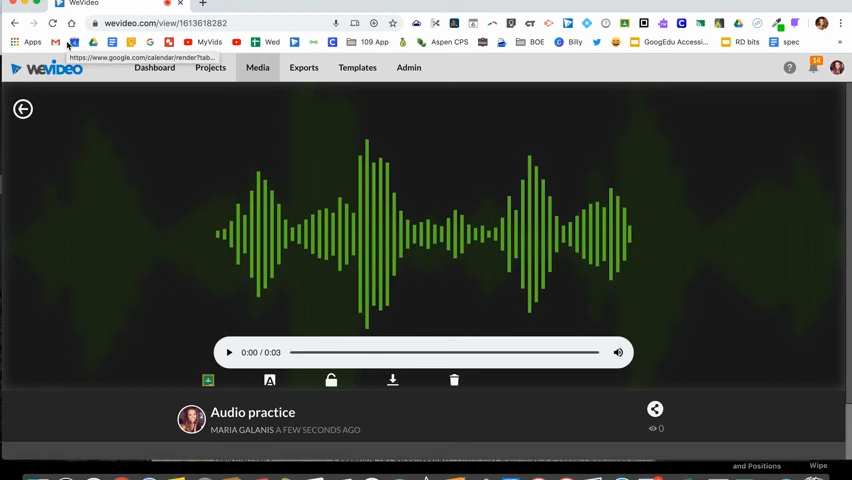 WeVideo
wevideo.com/view/1613618282
Apps
MyVids
Wed
109 App
Aspen CPS
BOE
Billy
GoogEdu Accessi...
RD bits
spec
https://www.google.com/calendar/render?tab...
WEVIDEO
Dashboard
Projects
Media
Exports
Templates
Admin
14
0:00 / 0:03
Audio practice
MARIA GALANIS A FEW SECONDS AGO
0
and Positions
Wipe